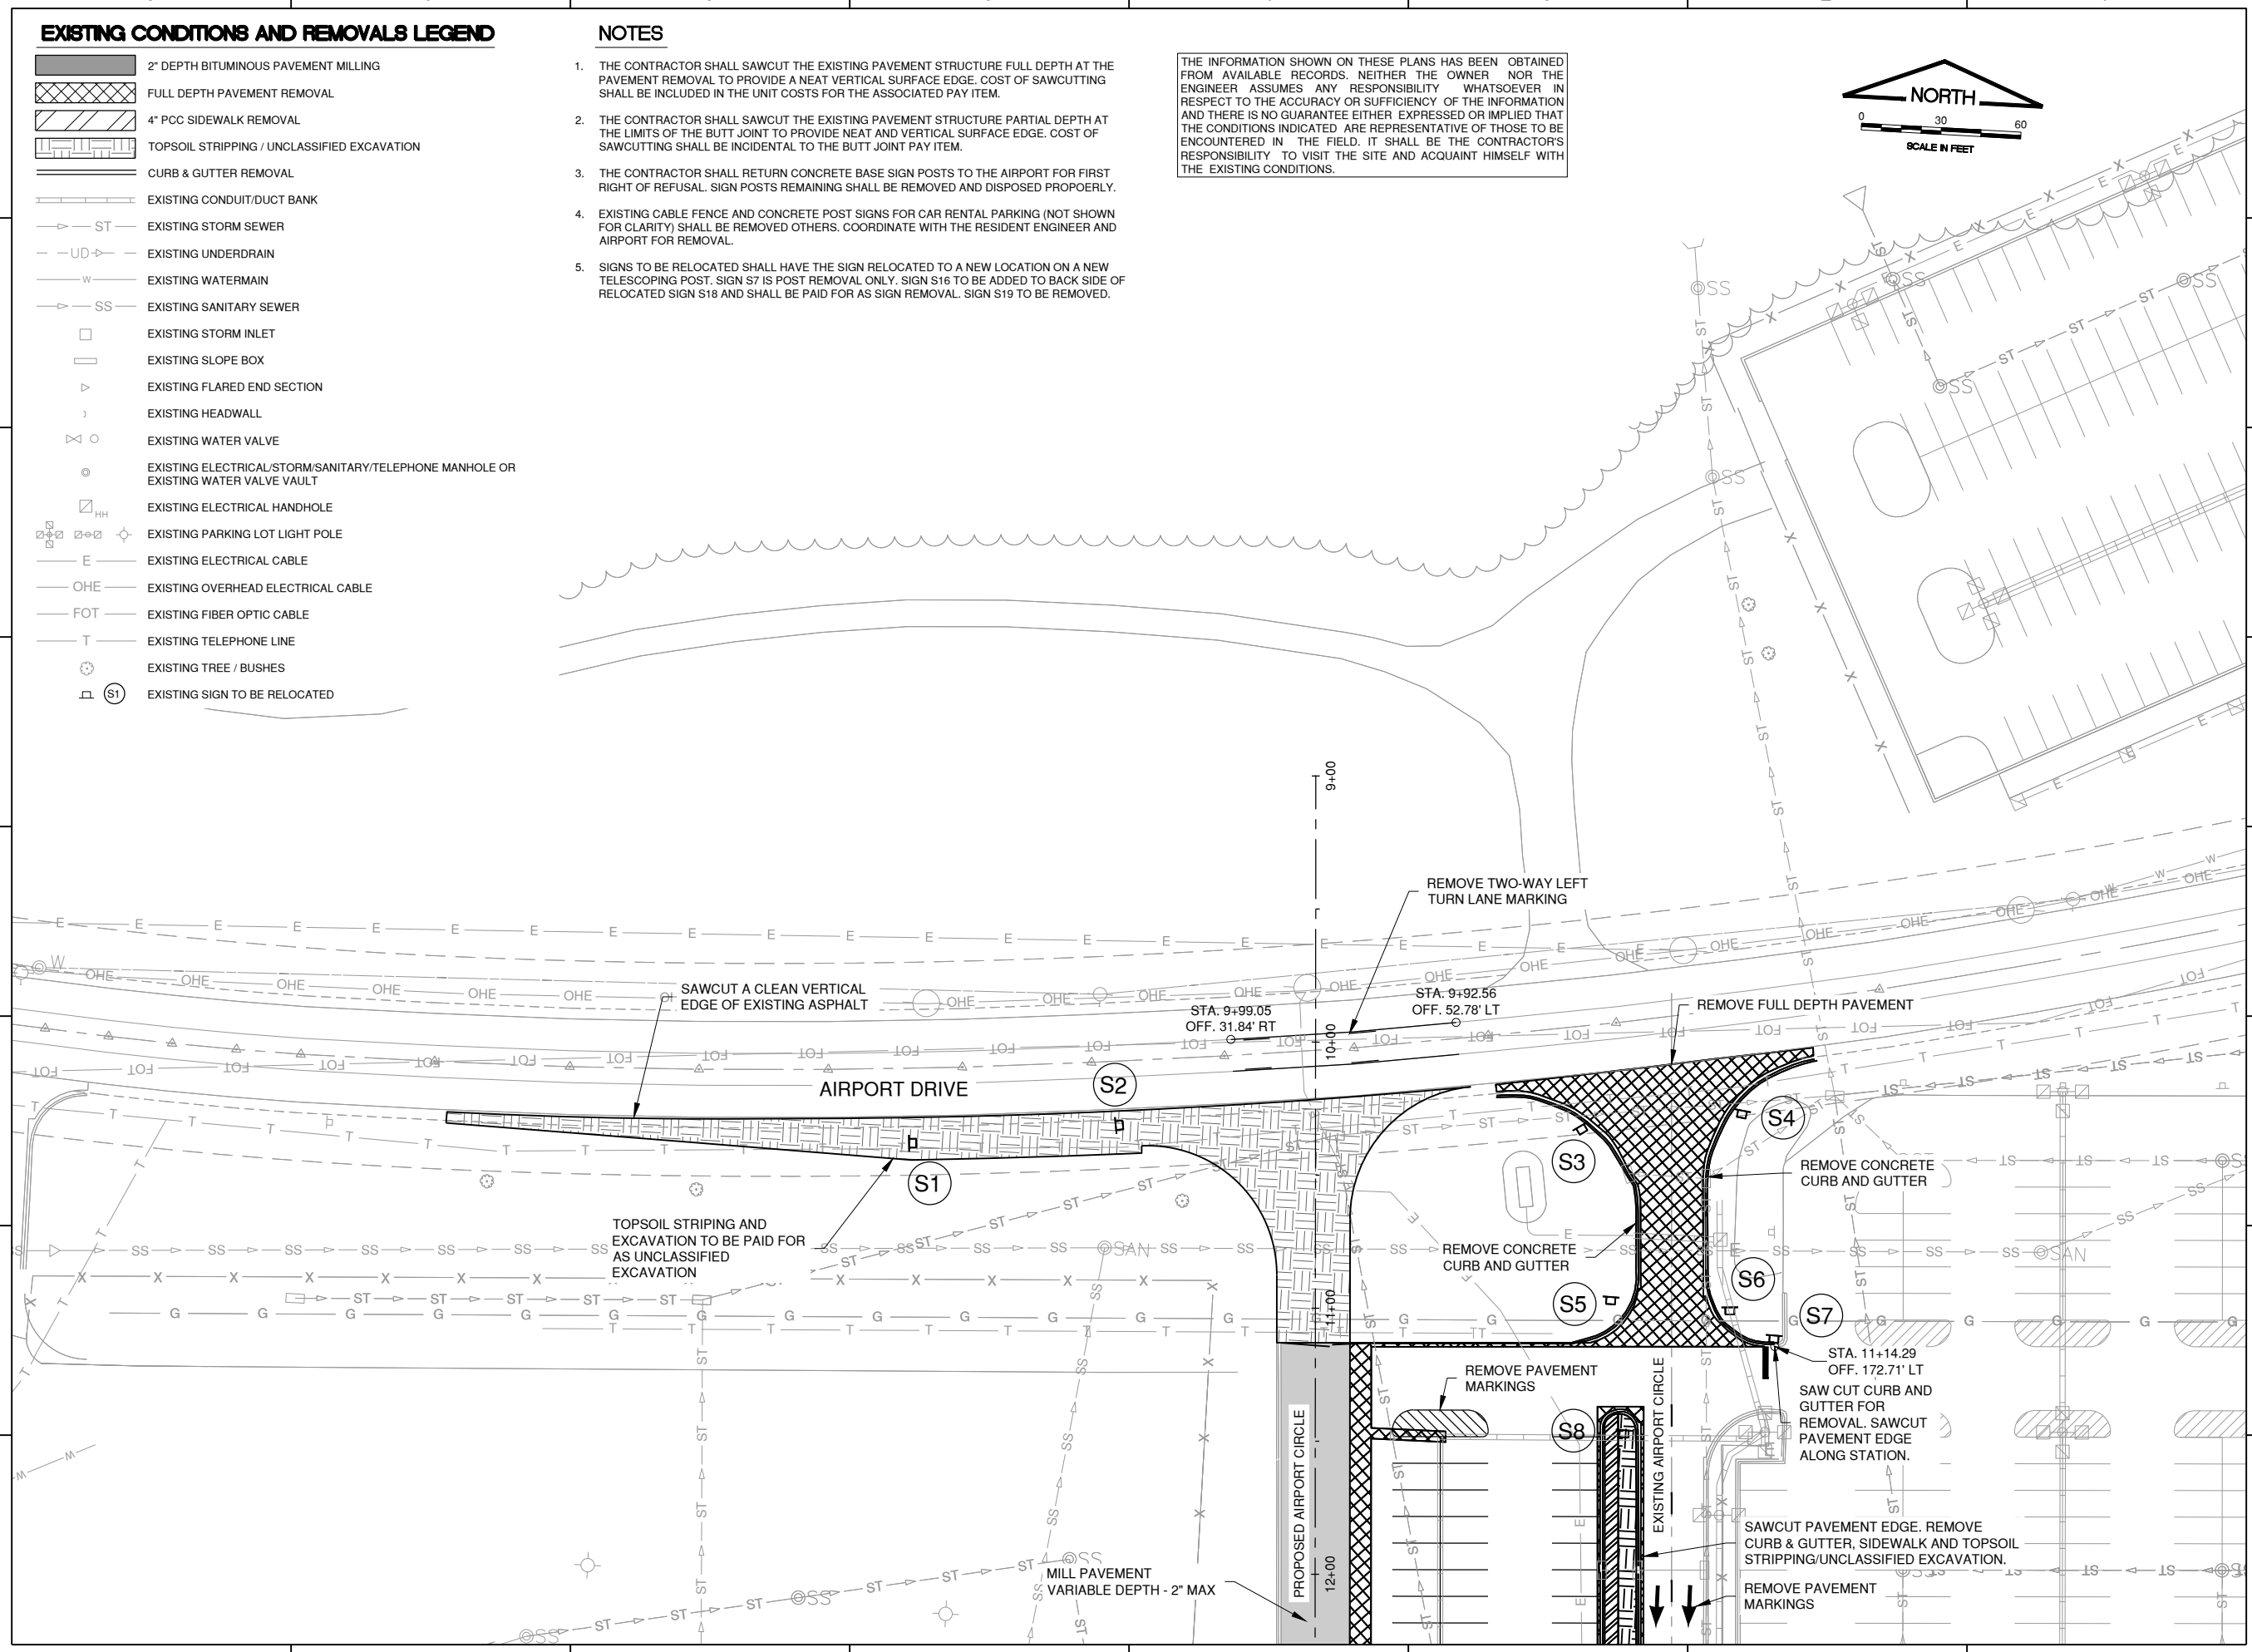 EXISTING CONDITIONS AND REMOVALS LEGEND
2" DEPTH BITUMINOUS PAVEMENT MILLING
FULL DEPTH PAVEMENT REMOVAL
4" PCC SIDEWALK REMOVAL
TOPSOIL STRIPPING / UNCLASSIFIED EXCAVATION
CURB & GUTTER REMOVAL
EXISTING CONDUIT/DUCT BANK
ST EXISTING STORM SEWER
UD EXISTING UNDERDRAIN
W EXISTING WATERMAIN
SS EXISTING SANITARY SEWER
EXISTING STORM INLET
EXISTING SLOPE BOX
EXISTING FLARED END SECTION
EXISTING HEADWALL
EXISTING WATER VALVE
EXISTING ELECTRICAL/STORM/SANITARY/TELEPHONE MANHOLE OR
EXISTING WATER VALVE VAULT
HH EXISTING ELECTRICAL HANDHOLE
EXISTING PARKING LOT LIGHT POLE
E EXISTING ELECTRICAL CABLE
OHE EXISTING OVERHEAD ELECTRICAL CABLE
FOT EXISTING FIBER OPTIC CABLE
T EXISTING TELEPHONE LINE
EXISTING TREE / BUSHES
S1 EXISTING SIGN TO BE RELOCATED
NOTES
1. THE CONTRACTOR SHALL SAWCUT THE EXISTING PAVEMENT STRUCTURE FULL DEPTH AT THE
PAVEMENT REMOVAL TO PROVIDE A NEAT VERTICAL SURFACE EDGE. COST OF SAWCUTTING
SHALL BE INCLUDED IN THE UNIT COSTS FOR THE ASSOCIATED PAY ITEM.
2. THE CONTRACTOR SHALL SAWCUT THE EXISTING PAVEMENT STRUCTURE PARTIAL DEPTH AT
THE LIMITS OF THE BUTT JOINT TO PROVIDE NEAT AND VERTICAL SURFACE EDGE. COST OF
SAWCUTTING SHALL BE INCIDENTAL TO THE BUTT JOINT PAY ITEM.
3. THE CONTRACTOR SHALL RETURN CONCRETE BASE SIGN POSTS TO THE AIRPORT FOR FIRST
RIGHT OF REFUSAL. SIGN POSTS REMAINING SHALL BE REMOVED AND DISPOSED PROPOERLY.
4. EXISTING CABLE FENCE AND CONCRETE POST SIGNS FOR CAR RENTAL PARKING (NOT SHOWN
FOR CLARITY) SHALL BE REMOVED OTHERS. COORDINATE WITH THE RESIDENT ENGINEER AND
AIRPORT FOR REMOVAL.
5. SIGNS TO BE RELOCATED SHALL HAVE THE SIGN RELOCATED TO A NEW LOCATION ON A NEW
TELESCOPING POST. SIGN S7 IS POST REMOVAL ONLY. SIGN S16 TO BE ADDED TO BACK SIDE OF
RELOCATED SIGN S18 AND SHALL BE PAID FOR AS SIGN REMOVAL. SIGN S19 TO BE REMOVED.
THE INFORMATION SHOWN ON THESE PLANS HAS BEEN OBTAINED
FROM AVAILABLE RECORDS. NEITHER THE OWNER NOR THE
ENGINEER ASSUMES ANY RESPONSIBILITY WHATSOEVER IN
RESPECT TO THE ACCURACY OR SUFFICIENCY OF THE INFORMATION
AND THERE IS NO GUARANTEE EITHER EXPRESSED OR IMPLIED THAT
THE CONDITIONS INDICATED ARE REPRESENTATIVE OF THOSE TO BE
ENCOUNTERED IN THE FIELD. IT SHALL BE THE CONTRACTOR'S
RESPONSIBILITY TO VISIT THE SITE AND ACQUAINT HIMSELF WITH
THE EXISTING CONDITIONS.
NORTH
0 30 60
SCALE IN FEET
9+00
REMOVE TWO-WAY LEFT
TURN LANE MARKING
SAWCUT A CLEAN VERTICAL
EDGE OF EXISTING ASPHALT
STA. 9+99.05
OFF. 31.84' RT
STA. 9+92.56
OFF. 52.78' LT
REMOVE FULL DEPTH PAVEMENT
10+00
AIRPORT DRIVE
S2
S4
S3
S1
REMOVE CONCRETE
CURB AND GUTTER
TOPSOIL STRIPING AND
EXCAVATION TO BE PAID FOR
AS UNCLASSIFIED
EXCAVATION
SAN
SAN
REMOVE CONCRETE
CURB AND GUTTER
S6
S5
S7
11+00
STA. 11+14.29
OFF. 172.71' LT
REMOVE PAVEMENT
MARKINGS
SAW CUT CURB AND
GUTTER FOR
REMOVAL. SAWCUT
PAVEMENT EDGE
ALONG STATION.
S8
EXISTING AIRPORT CIRCLE
PROPOSED AIRPORT CIRCLE
12+00
SAWCUT PAVEMENT EDGE. REMOVE
CURB & GUTTER, SIDEWALK AND TOPSOIL
STRIPPING/UNCLASSIFIED EXCAVATION.
MILL PAVEMENT
VARIABLE DEPTH - 2" MAX
REMOVE PAVEMENT
MARKINGS